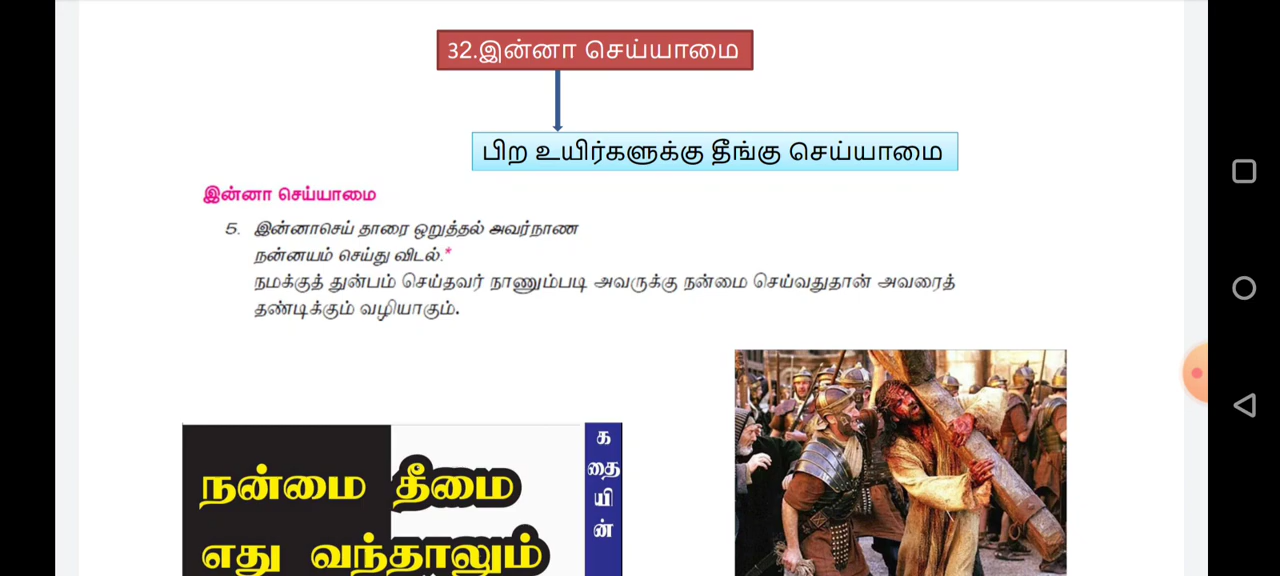 32.இன்னா செய்யாமை
பிற உயிர்களுக்கு தீங்கு செய்யாமை
இன்னா செய்யாமை
5. இன்னாசெய் தாரை ஒறுத்தல் அவர்நாண
நன்னயம் செய்து விடல்.*
நமக்குத் துன்பம் செய்தவர் நாணும்படி அவருக்கு நன்மை செய்வதுதான் அவரைத்
தண்டிக்கும் வழியாகும்.
நன்மை தீமை
எது வந்தாலும்
க
தை
யி
ன்